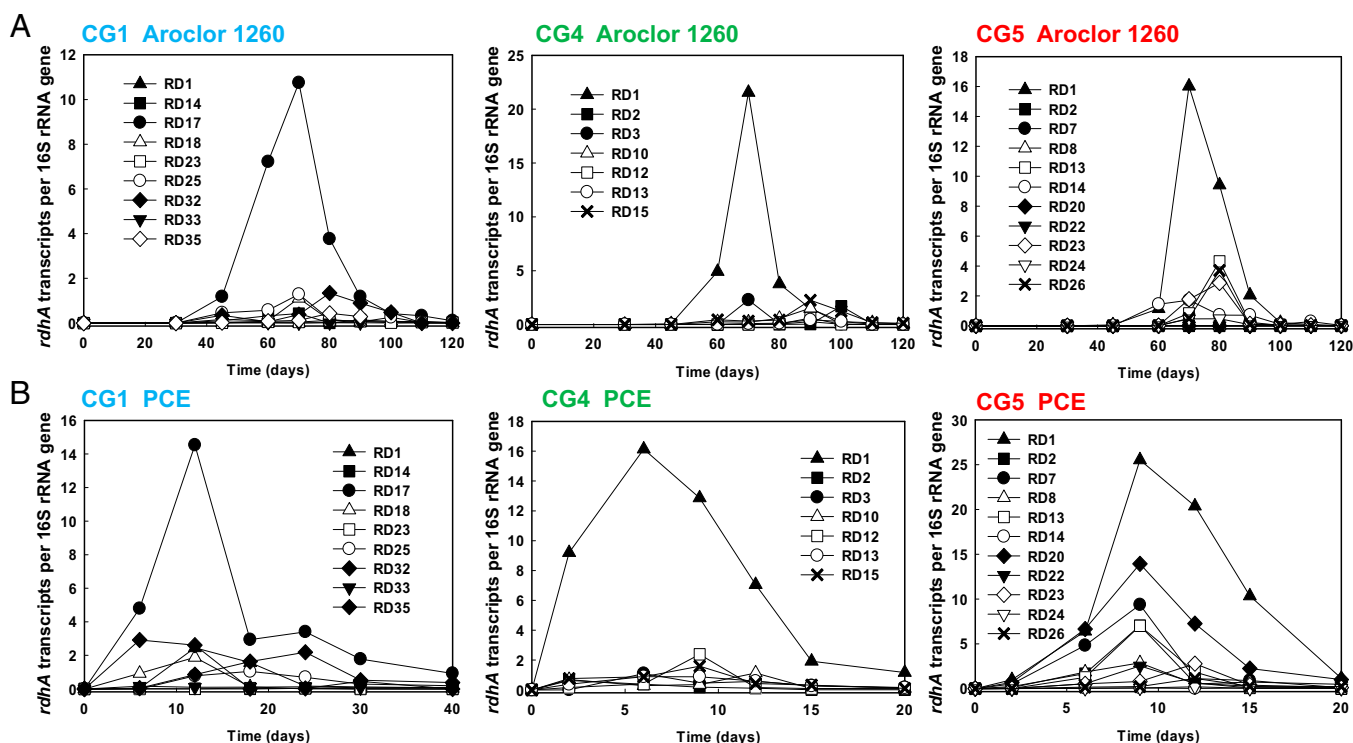 A
CG1 Aroclor 1260
rdhA transcripts per 16S rRNA gene
12
10
8
6
4
2
0
RD1
RD14
RD17
RD18
RD23
RD25
RD32
RD33
RD35
0 20 40 60 80 100 120
Time (days)
CG4 Aroclor 1260
rdhA transcripts per 16S rRNA gene
25
20
15
10
5
0
RD1
RD2
RD3
RD10
RD12
RD13
RD15
0 20 40 60 80 100 120
Time (days)
CG5 Aroclor 1260
rdhA transcripts per 16S rRNA gene
18
16
14
12
10
8
6
4
2
0
RD1
RD2
RD7
RD8
RD13
RD14
RD20
RD22
RD23
RD24
RD26
0 20 40 60 80 100 120
Time (days)
B
CG1 PCE
rdhA transcripts per 16S rRNA gene
16
14
12
10
8
6
4
2
0
RD1
RD14
RD17
RD18
RD23
RD25
RD32
RD33
RD35
0 10 20 30 40
Time (days)
CG4 PCE
rdhA transcripts per 16S rRNA gene
18
16
14
12
10
8
6
4
2
0
RD1
RD2
RD3
RD10
RD12
RD13
RD15
0 5 10 15 20
Time (days)
CG5 PCE
rdhA transcripts per 16S rRNA gene
30
25
20
15
10
5
0
RD1
RD2
RD7
RD8
RD13
RD14
RD20
RD22
RD23
RD24
RD26
0 5 10 15 20
Time (days)